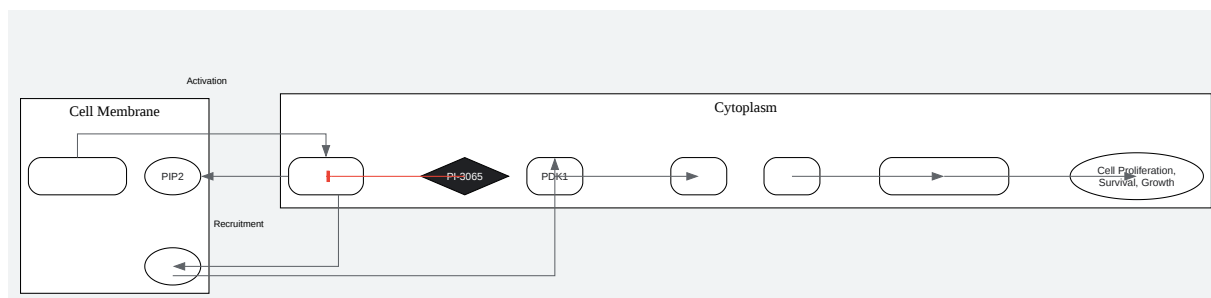 Activation
Cell Membrane
Cytoplasm
PIP2
PI-3065
PDK1
Cell Proliferation,
Survival, Growth
Recruitment